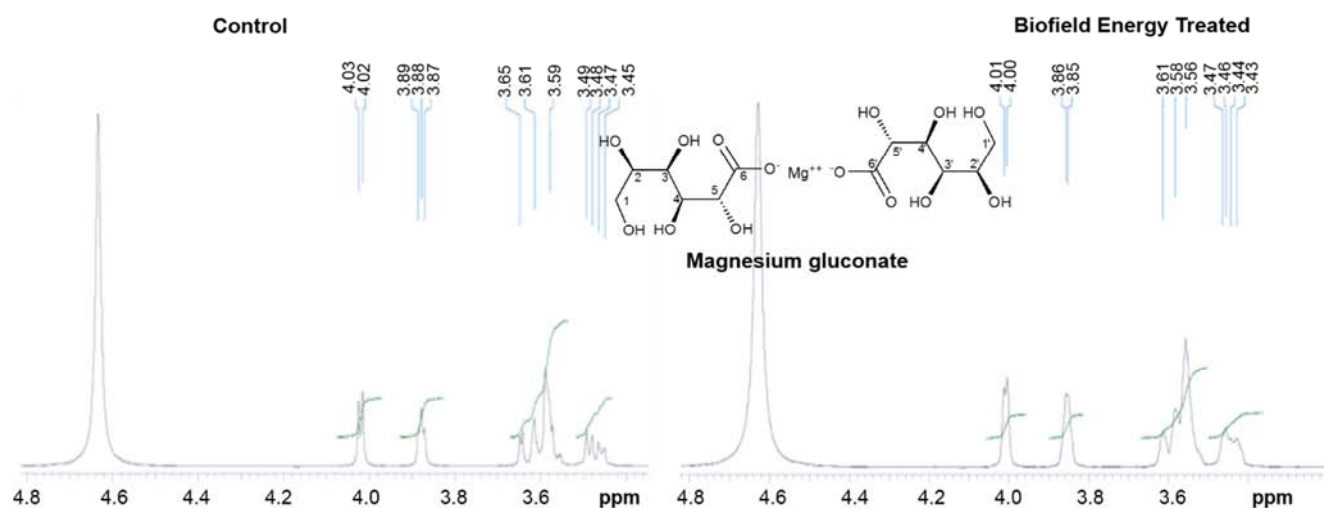 Control
Biofield Energy Treated
4.03
4.02
3.89
3.88
3.87
3.65
3.61
3.59
3.49
3.48
3.47
3.45
4.01
4.00
3.86
3.85
3.61
3.58
3.56
3.47
3.46
3.44
3.43
HO
OH
O
2
3
6
O-
1
4
5
OH
HO
OH
Mg++
-O
OH
OH
HO
O
6'
5'
4'
1'
3'
2'
O
HO
OH
OH
Magnesium gluconate
4.8 4.6 4.4 4.2 4.0 3.8 3.6 ppm
4.8 4.6 4.4 4.2 4.0 3.8 3.6 ppm